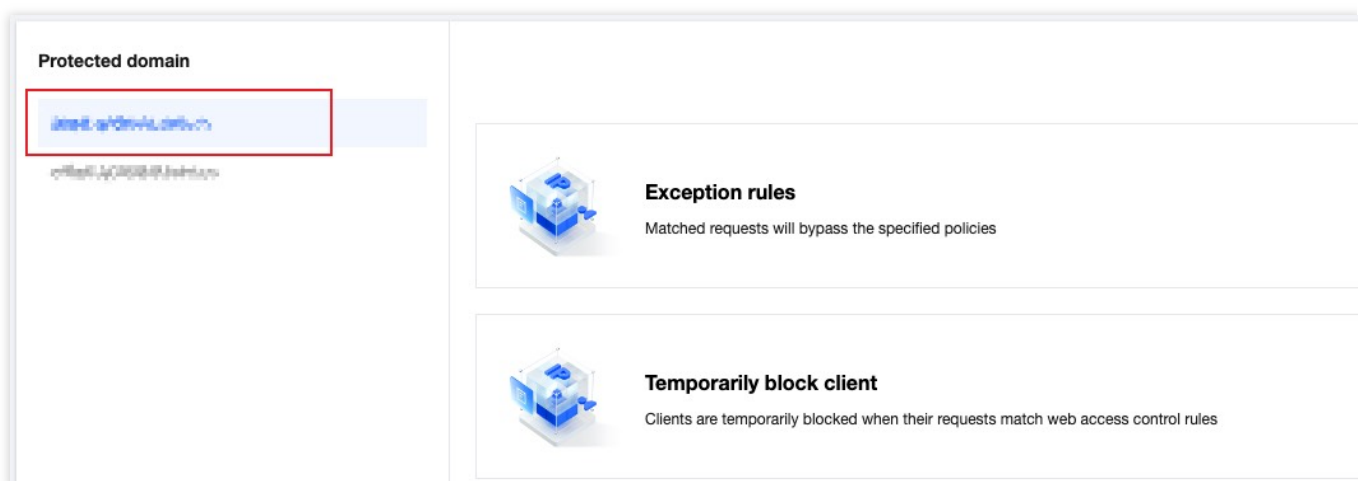 Protected domain
Exception rules
Matched requests will bypass the specified policies
Temporarily block client
Clients are temporarily blocked when their requests match web access control rules